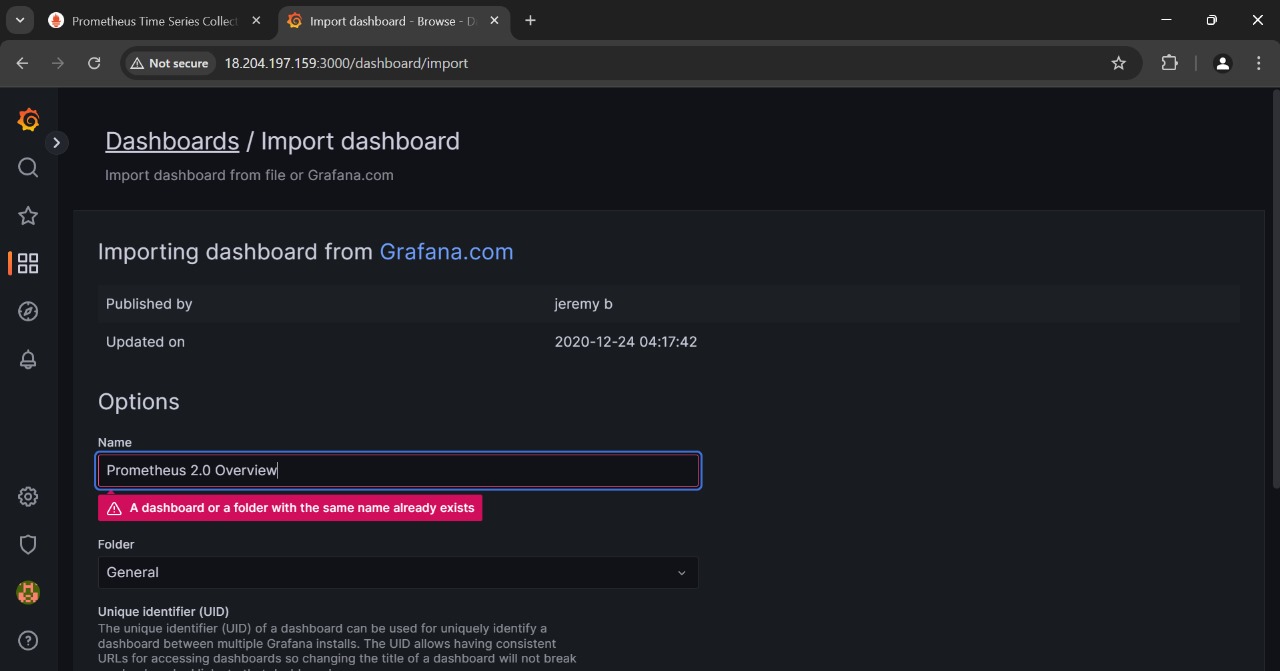 Prometheus Time Series Collect
Import dashboard - Browse - D
Not secure
18.204.197.159:3000/dashboard/import
Dashboards / Import dashboard
Import dashboard from file or Grafana.com
Importing dashboard from Grafana.com
Published by jeremy b
Updated on 2020-12-24 04:17:42
Options
Name
Prometheus 2.0 Overview
A dashboard or a folder with the same name already exists
Folder
General
Unique identifier (UID)
The unique identifier (UID) of a dashboard can be used for uniquely identify a
dashboard between multiple Grafana installs. The UID allows having consistent
URLs for accessing dashboards so changing the title of a dashboard will not break